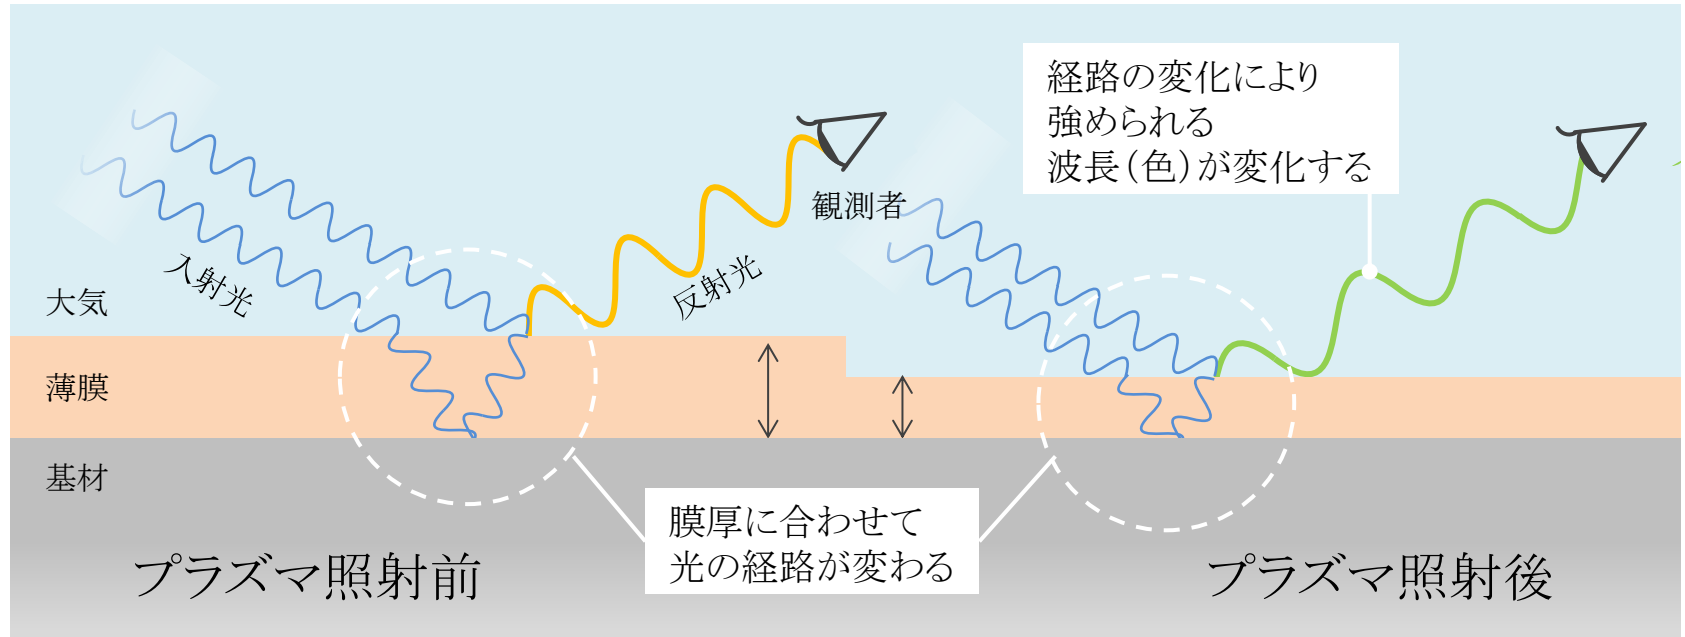 経路の変化により
強められる
波長（色）が変化する
観測者
入射光
反射光
大気
薄膜
基材
膜厚に合わせて
光の経路が変わる
プラズマ照射前
プラズマ照射後